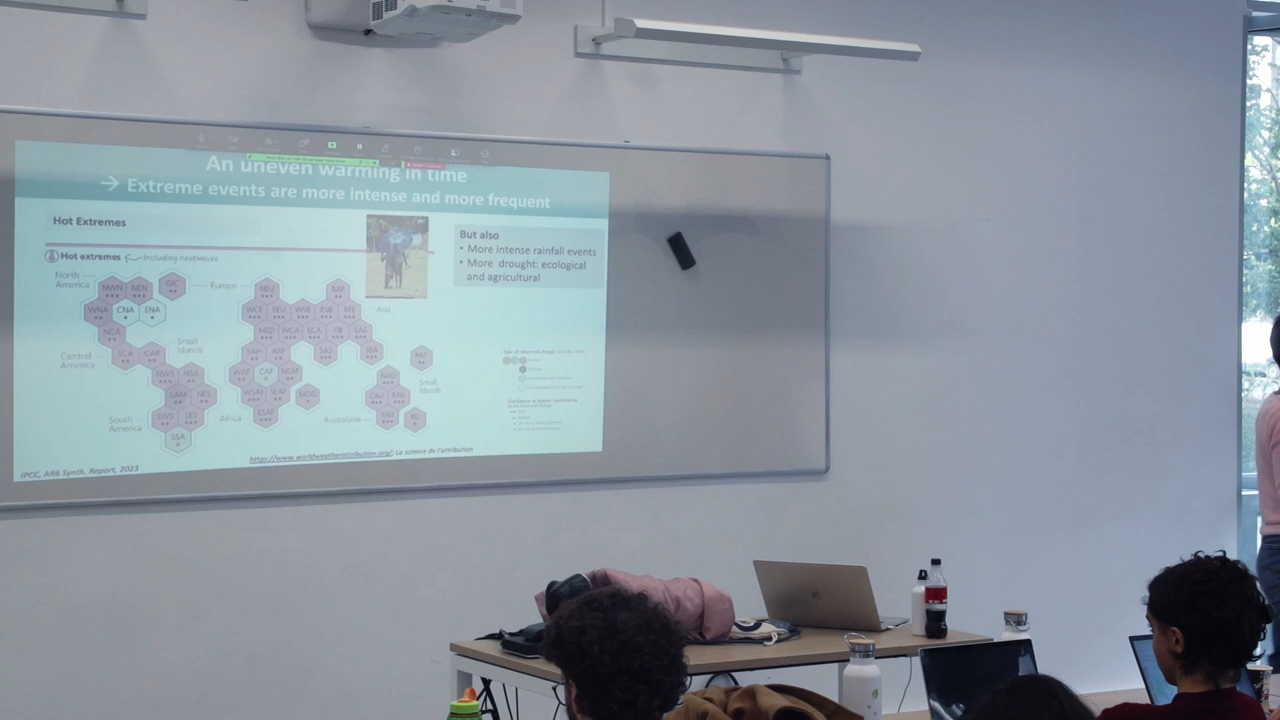 An uneven warming in time
→ Extreme events are more intense and more frequent
Hot Extremes
But also
• More intense rainfall events
• More drought: ecological
and agricultural
Hot extremes
including heatwaves
North
America
GIC
Europe
Asia
NWN NEN
NEU
RAR
WNA CNA ENA
WCE EEU WSB ESB RFE
NCA
MED WCA ECA TIB EAS
SCA CAR
Small
Islands
Central
America
SAH ARP
SAS
SEA
PAC
NWS NSA
WAF CAF NEAF
NAU
Small
Islands
SAM NES
WSAF SEAF
MDG
CAU EAU
South
America
SWS SES
Africa
ESAF
Australasia
SAU
NZ
SSA
https://www.worldweatherattribution.org/: La science de l'attribution
IPCC, AR6 Synth. Report, 2023